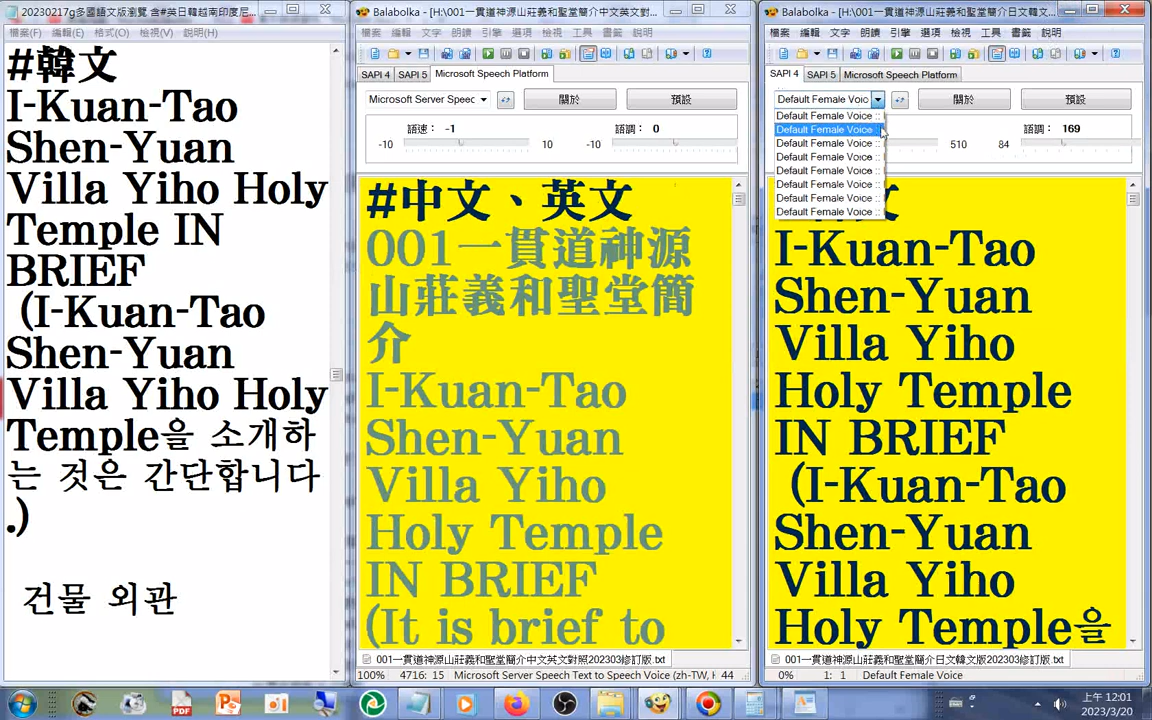 20230217g多國語文版瀏覽 含#英日韓越南印度尼...
檔案(F) 編輯(E) 格式(O) 檢視(V) 說明(H)
#韓文
I-Kuan-Tao
Shen-Yuan
Villa Yiho Holy
Temple IN
BRIEF
(I-Kuan-Tao
Shen-Yuan
Villa Yiho Holy
Temple을 소개하
는 것은 간단합니다
.)
건물 외관
Balabolka - [H:\001一貫道神源山莊義和聖堂簡介中文英文對...
檔案 編輯 文字 朗讀 引擎 選項 檢視 工具 書籤 說明
SAPI 4 SAPI 5 Microsoft Speech Platform
Microsoft Server Speec 關於 預設
語速： -1 語調： 0
-10 10 -10
#中文、英文
001一貫道神源
山莊義和聖堂簡
介
I-Kuan-Tao
Shen-Yuan
Villa Yiho
Holy Temple
IN BRIEF
(It is brief to
001一貫道神源山莊義和聖堂簡介中文英文對照202303修訂版.txt
100% 4716: 15 Microsoft Server Speech Text to Speech Voice (zh-TW, H 44
Balabolka - [H:\001一貫道神源山莊義和聖堂簡介日文韓文...
檔案 編輯 文字 朗讀 引擎 選項 檢視 工具 書籤 說明
SAPI 4 SAPI 5 Microsoft Speech Platform
Default Female Voic 關於 預設
Default Female Voice ::
Default Female Voice ::
Default Female Voice ::
Default Female Voice ::
Default Female Voice ::
Default Female Voice ::
Default Female Voice ::
Default Female Voice ::
語調： 169
510 84
文
I-Kuan-Tao
Shen-Yuan
Villa Yiho
Holy Temple
IN BRIEF
(I-Kuan-Tao
Shen-Yuan
Villa Yiho
Holy Temple을
001一貫道神源山莊義和聖堂簡介日文韓文版202303修訂版.txt
0% 1: 1 Default Female Voice
PDF
上午 12:01
2023/3/20